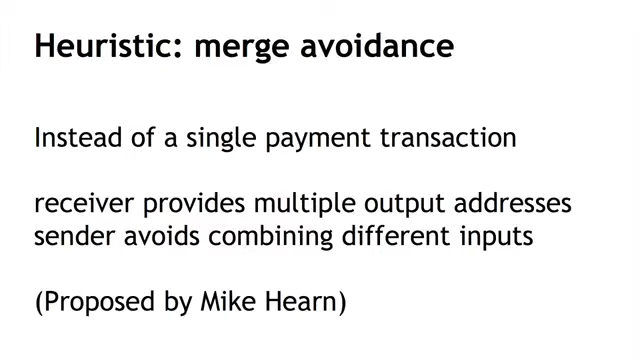 Heuristic: merge avoidance
Instead of a single payment transaction
receiver provides multiple output addresses
sender avoids combining different inputs
(Proposed by Mike Hearn)